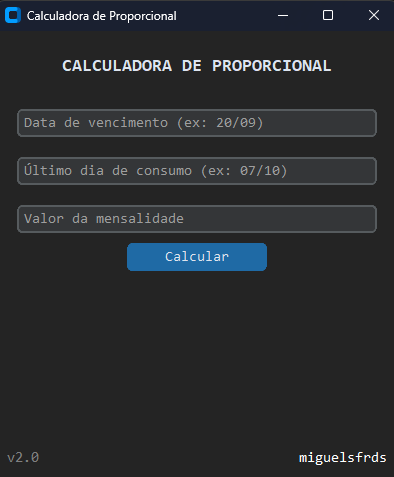 Calculadora de Proporcional
CALCULADORA DE PROPORCIONAL
Data de vencimento (ex: 20/09)
Último dia de consumo (ex: 07/10)
Valor da mensalidade
Calcular
v2.0
miguelsfrds